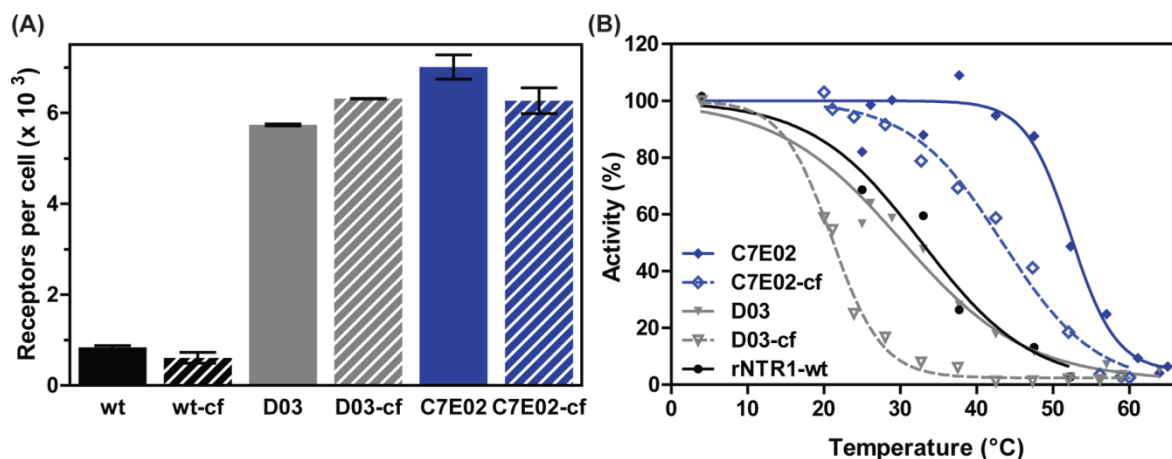 (A)
Receptors per cell (x 10 3)
6
4
2
0
wt
wt-cf
D03
D03-cf
C7E02
C7E02-cf
(B)
Activity (%)
120
100
80
60
40
20
0
C7E02
C7E02-cf
D03
D03-cf
rNTR1-wt
0
10
20
30
40
50
60
Temperature (°C)